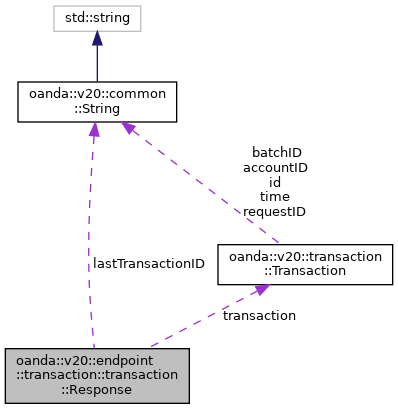 std::string
oanda::v20::common
::String
batchID
accountID
id
time
requestID
oanda::v20::transaction
::Transaction
lastTransactionID
transaction
oanda::v20::endpoint
::transaction::transaction
::Response